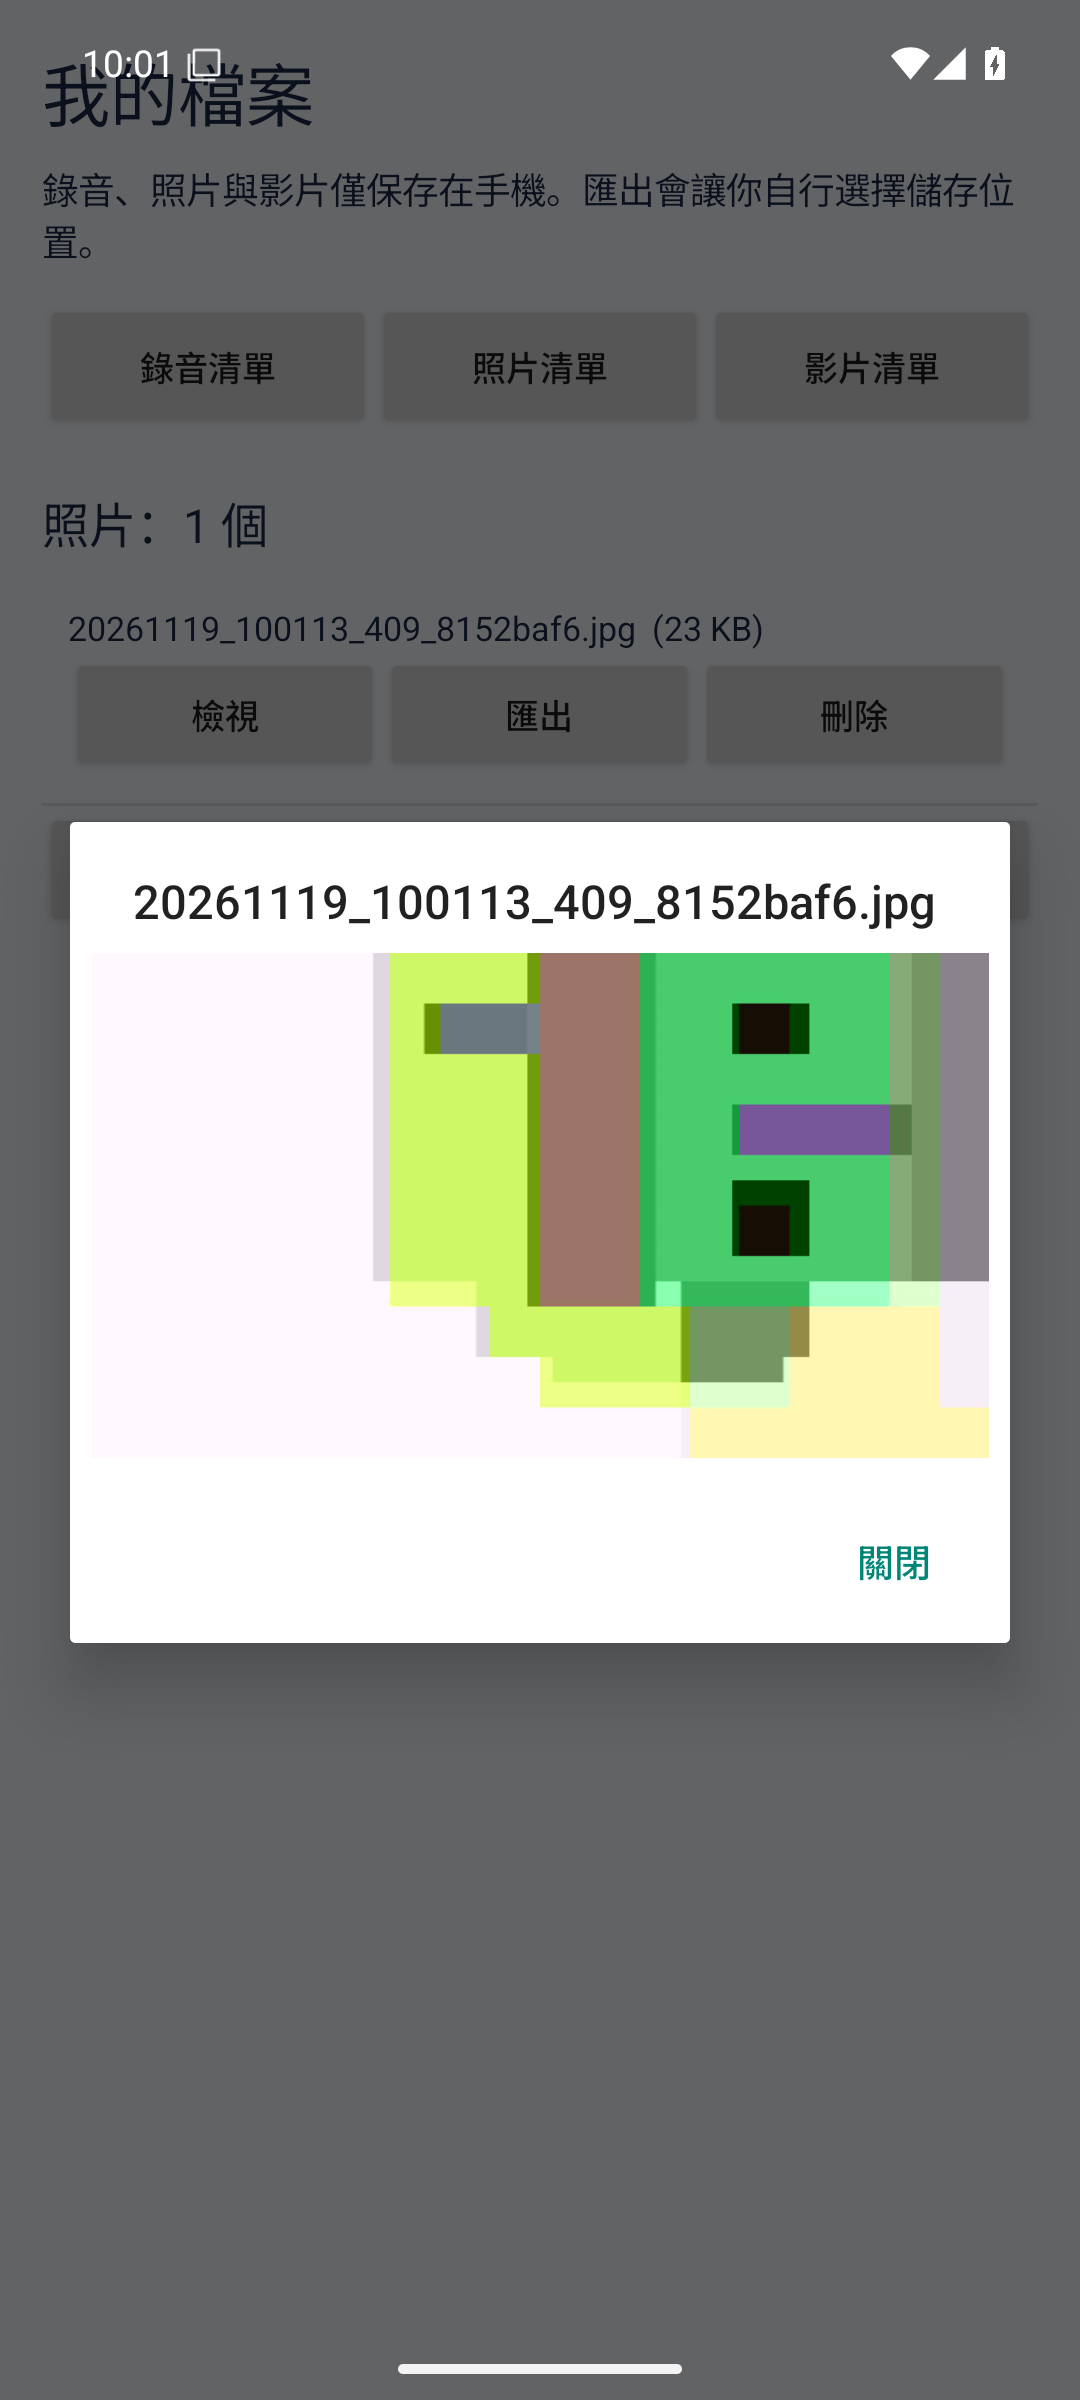 10:01
我的檔案
錄音、照片與影片僅保存在手機。匯出會讓你自行選擇儲存位
置。
錄音清單 照片清單 影片清單
照片：1 個
20261119_100113_409_8152baf6.jpg (23 KB)
檢視 匯出 刪除
20261119_100113_409_8152baf6.jpg
關閉